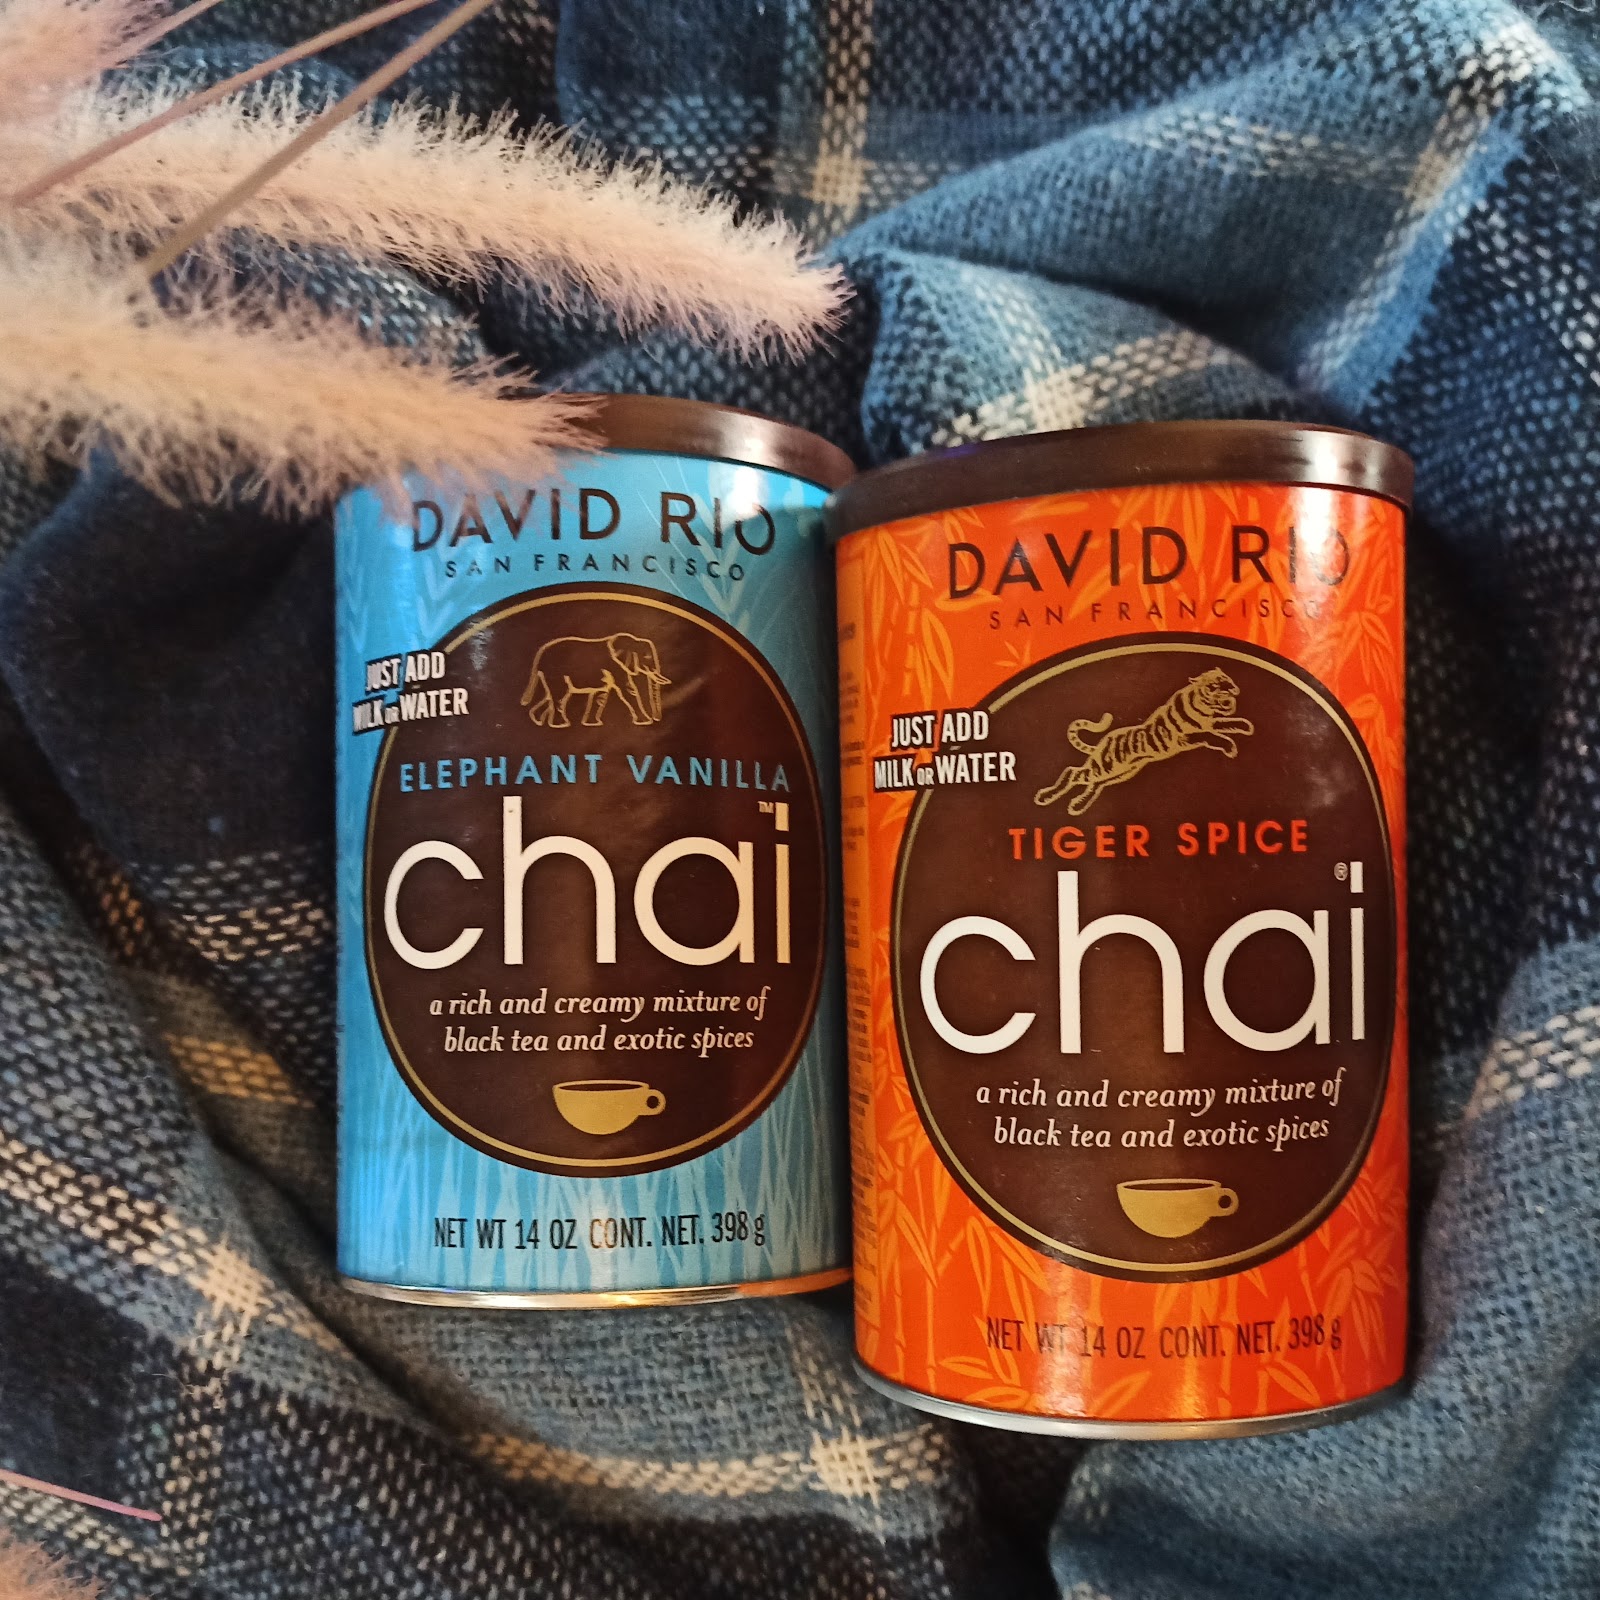 DAVID RIO
SAN FRANCISCO
JUST ADD
MILK OR WATER
ELEPHANT VANILLA
chai™
a rich and creamy mixture of
black tea and exotic spices
NET WT 14 OZ CONT. NET. 398 g
DAVID RIO
SAN FRANCISCO
JUST ADD
MILK OR WATER
TIGER SPICE
chai®
a rich and creamy mixture of
black tea and exotic spices
NET WT 14 OZ CONT. NET. 398 g